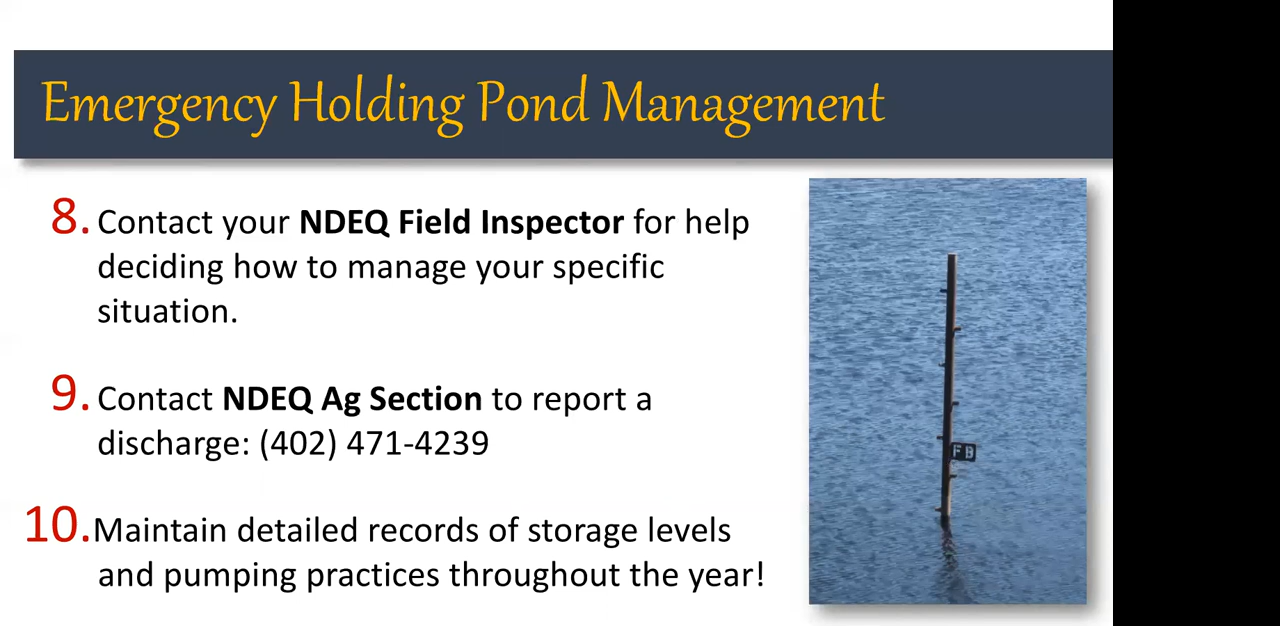 Emergency Holding Pond Management
8. Contact your NDEQ Field Inspector for help
deciding how to manage your specific
situation.
9. Contact NDEQ Ag Section to report a
discharge: (402) 471-4239
10. Maintain detailed records of storage levels
and pumping practices throughout the year!
FB